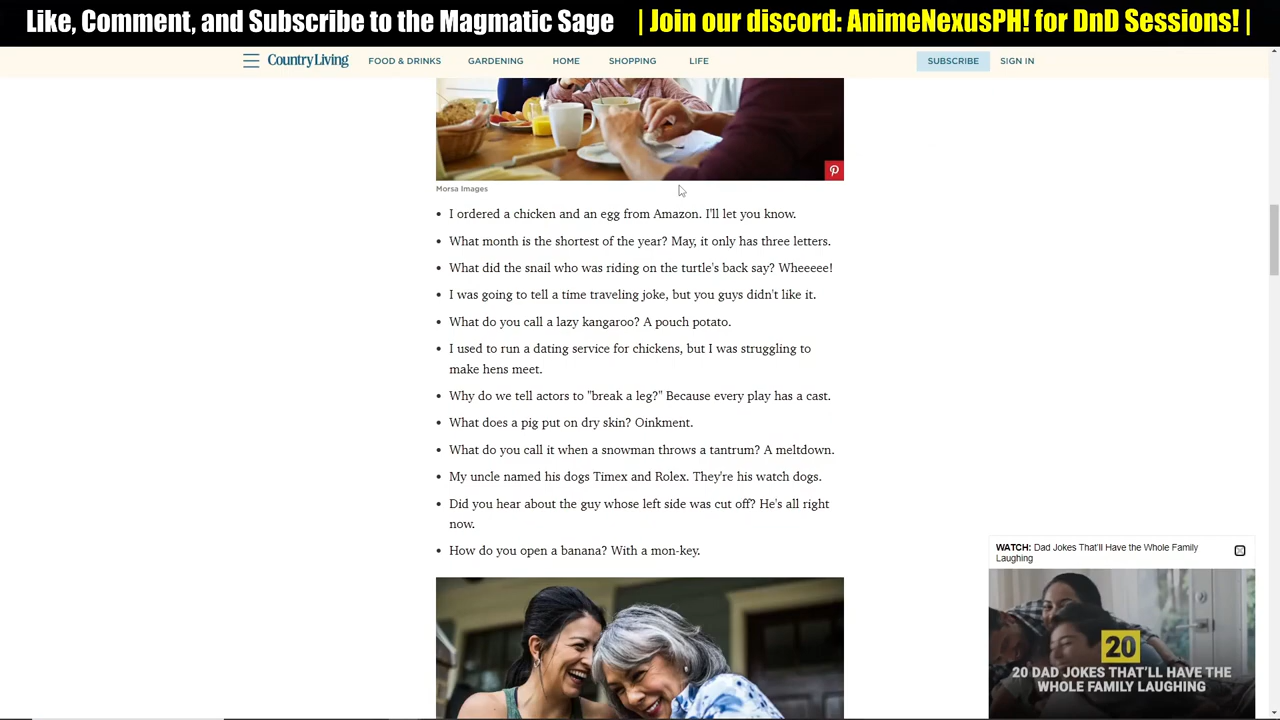 Like, Comment, and Subscribe to the Magmatic Sage | Join our discord: AnimeNexusPH! for DnD Sessions! |
CountryLiving FOOD & DRINKS GARDENING HOME SHOPPING LIFE SUBSCRIBE SIGN IN
Morsa Images
• I ordered a chicken and an egg from Amazon. I'll let you know.
• What month is the shortest of the year? May, it only has three letters.
• What did the snail who was riding on the turtle's back say? Wheeeee!
• I was going to tell a time traveling joke, but you guys didn't like it.
• What do you call a lazy kangaroo? A pouch potato.
• I used to run a dating service for chickens, but I was struggling to
make hens meet.
• Why do we tell actors to "break a leg?" Because every play has a cast.
• What does a pig put on dry skin? Oinkment.
• What do you call it when a snowman throws a tantrum? A meltdown.
• My uncle named his dogs Timex and Rolex. They're his watch dogs.
• Did you hear about the guy whose left side was cut off? He's all right
now.
• How do you open a banana? With a mon-key.
WATCH: Dad Jokes That'll Have the Whole Family
Laughing
20
20 DAD JOKES THAT'LL HAVE THE
WHOLE FAMILY LAUGHING